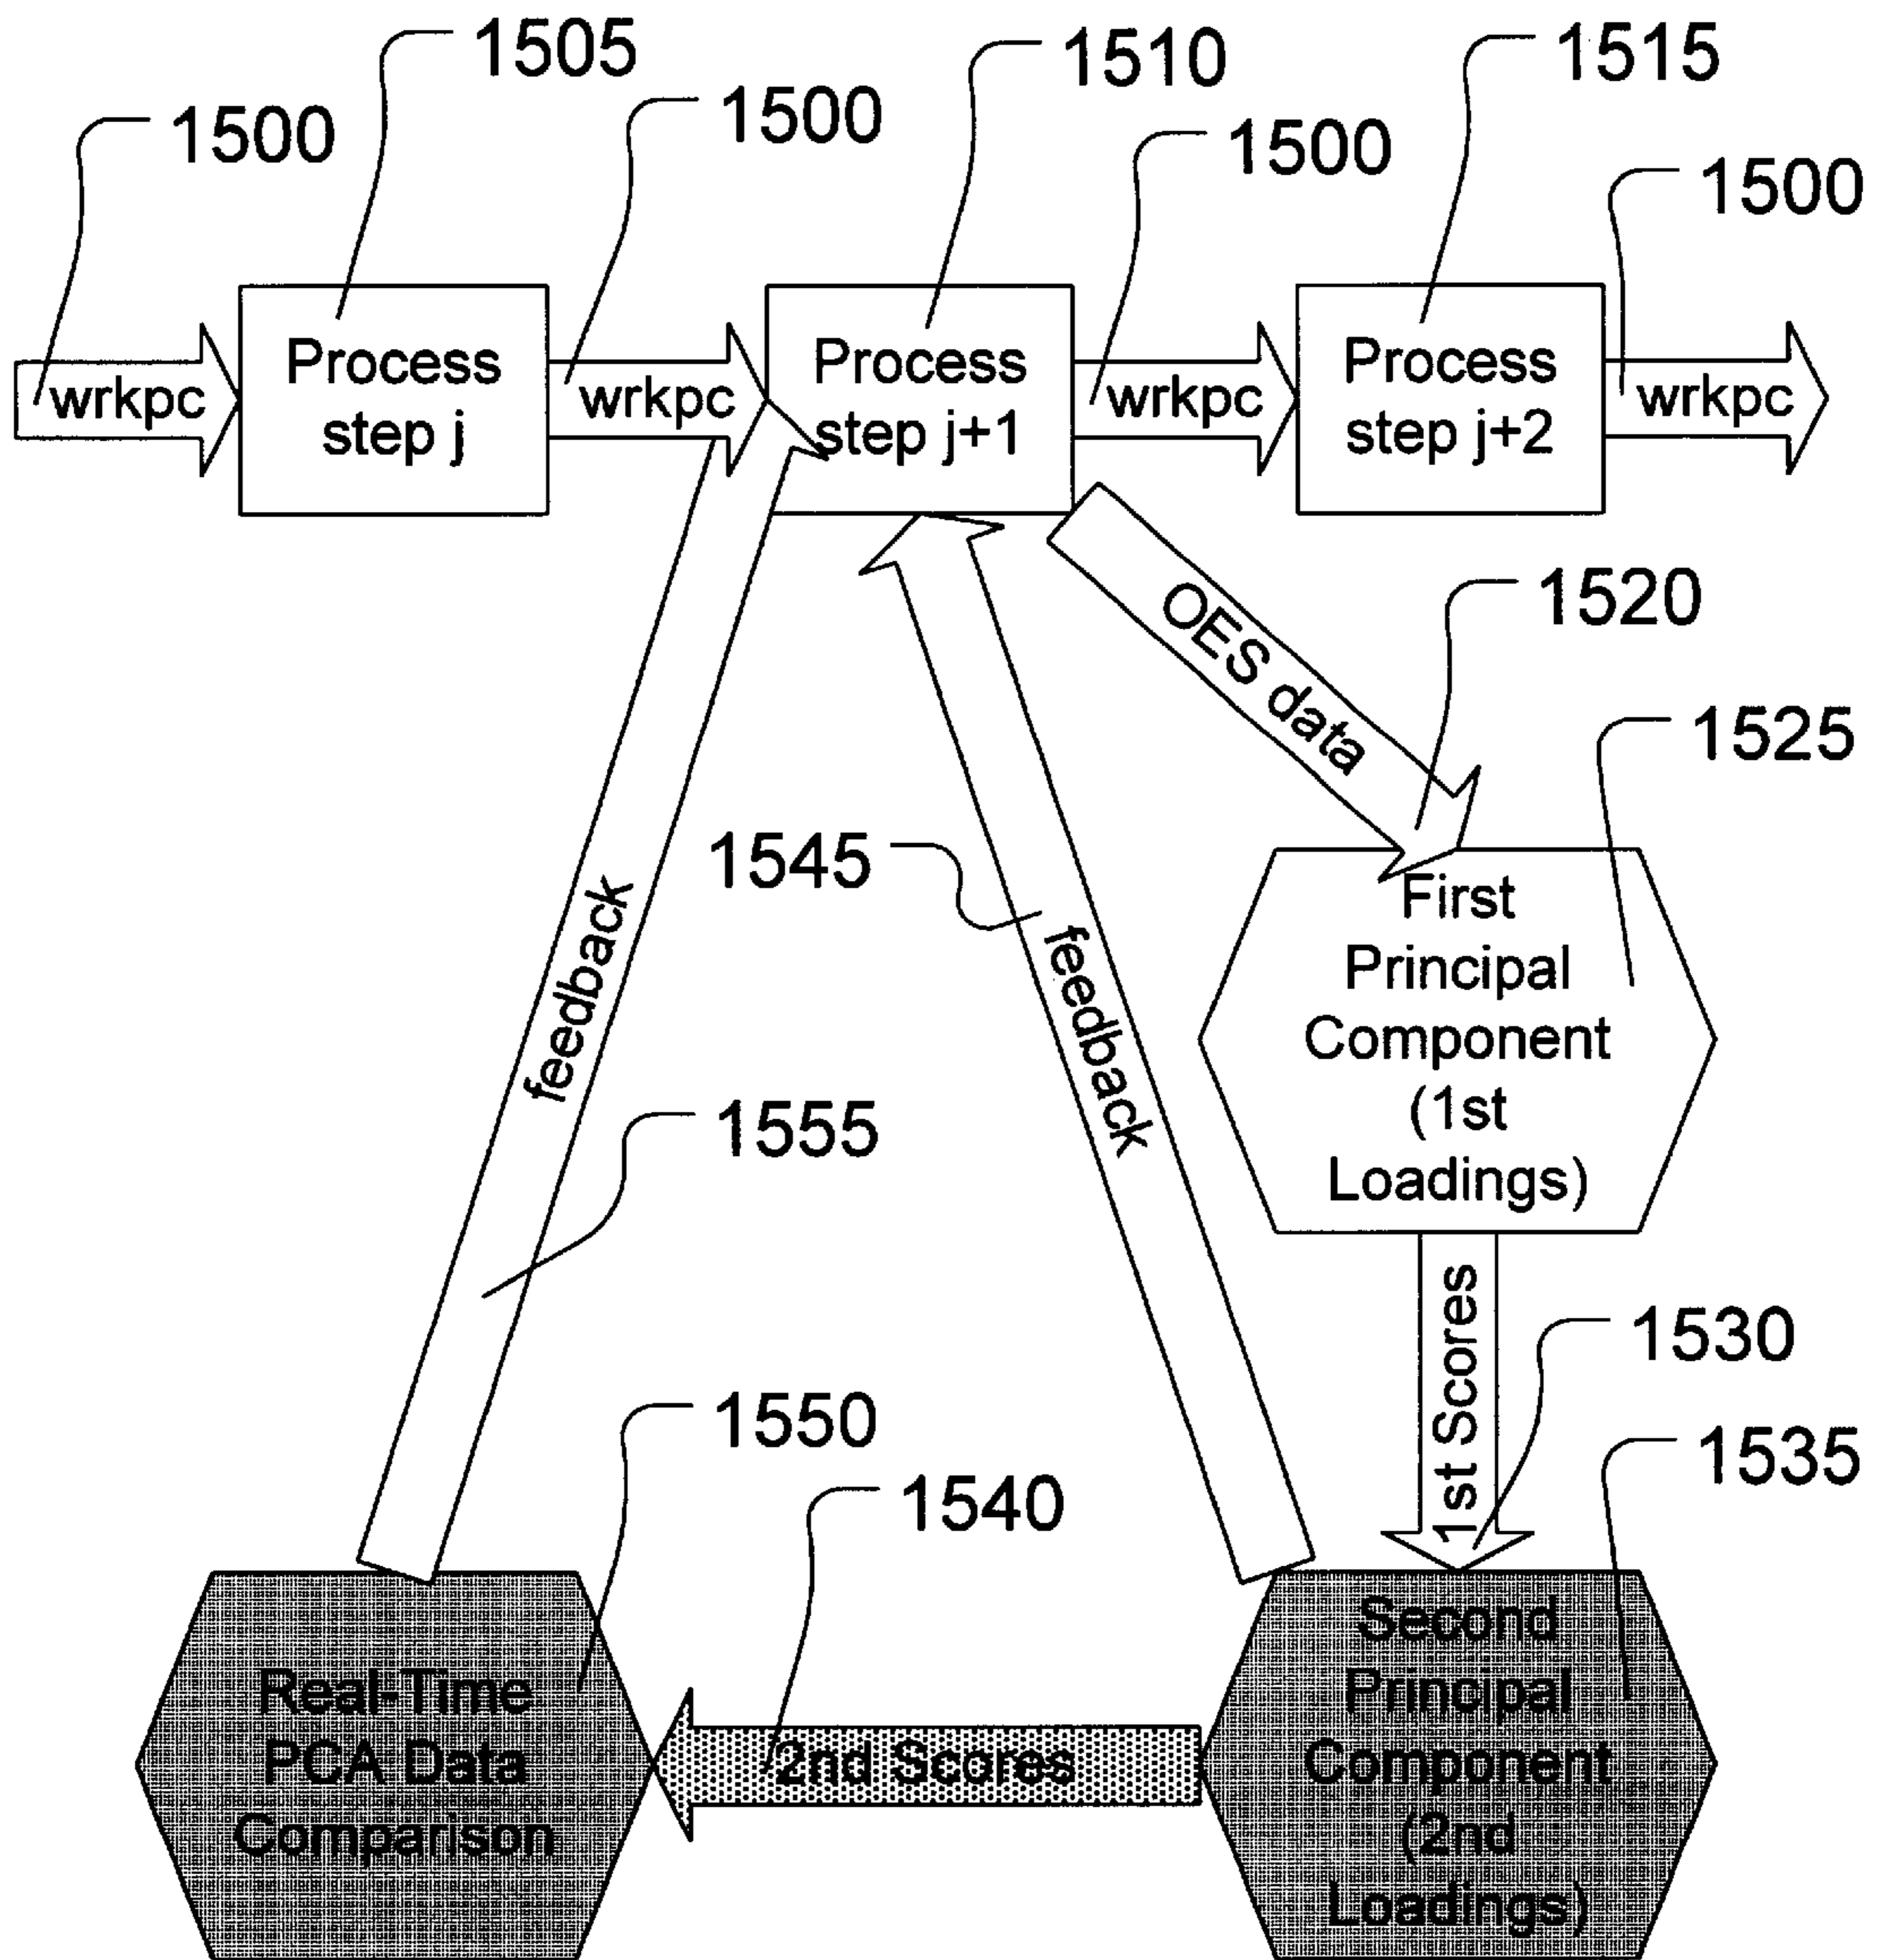 1505
1510
1515
1500
1500
1500
1500
wrkpc
Process
step j
wrkpc
Process
step j+1
wrkpc
Process
step j+2
wrkpc
OES data
1520
1525
First
Principal
Component
(1st
Loadings)
1545
feedback
feedback
1555
1st Scores
1530
1550
1540
1535
Second
Principal
Component
(2nd
Loadings)
2nd Scores
Real-Time
PCA Data
Comparison